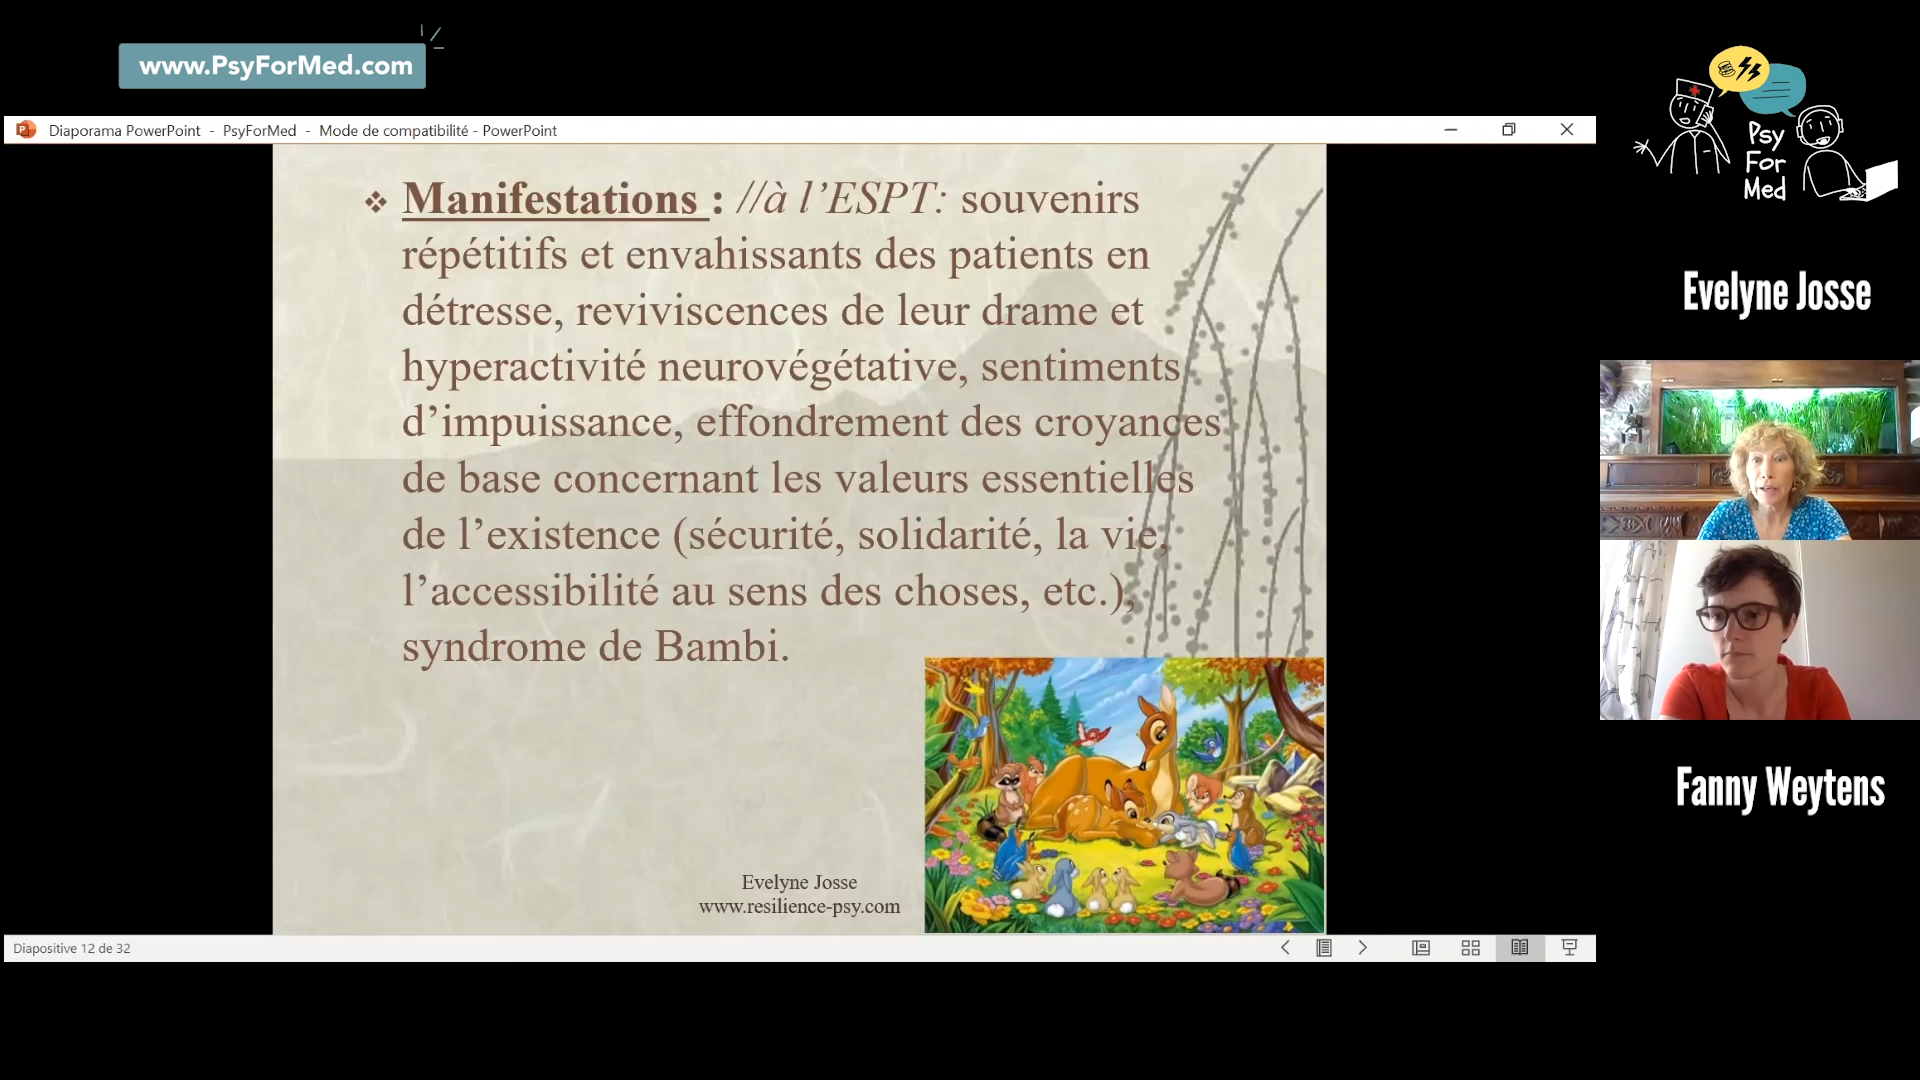 www.PsyForMed.com
Diaporama PowerPoint - PsyForMed - Mode de compatibilité - PowerPoint
❖ Manifestations : //à l’ESPT: souvenirs
répétitifs et envahissants des patients en
détresse, reviviscences de leur drame et
hyperactivité neurovégétative, sentiments
d’impuissance, effondrement des croyances
de base concernant les valeurs essentielles
de l’existence (sécurité, solidarité, la vie,
l’accessibilité au sens des choses, etc.),
syndrome de Bambi.
Evelyne Josse
www.resilience-psy.com
Diapositive 12 de 32
Psy
For
Med
Evelyne Josse
Fanny Weytens